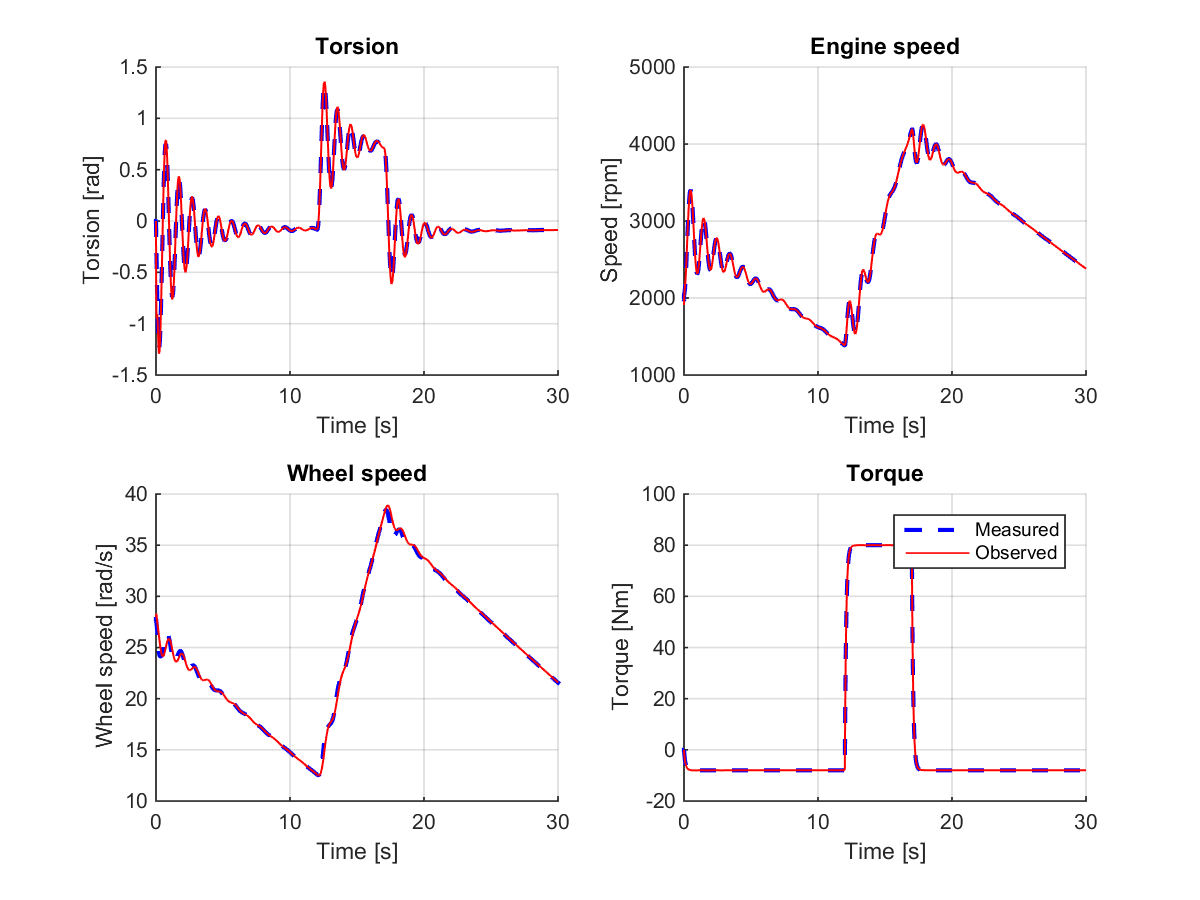 Torsion
Torsion [rad]
1.5
1
0.5
0
-0.5
-1
-1.5
0 10 20 30
Time [s]
Engine speed
Speed [rpm]
5000
4000
3000
2000
1000
0 10 20 30
Time [s]
Wheel speed
Wheel speed [rad/s]
40
35
30
25
20
15
10
0 10 20 30
Time [s]
Torque
Torque [Nm]
100
80
60
40
20
0
-20
Measured
Observed
0 10 20 30
Time [s]